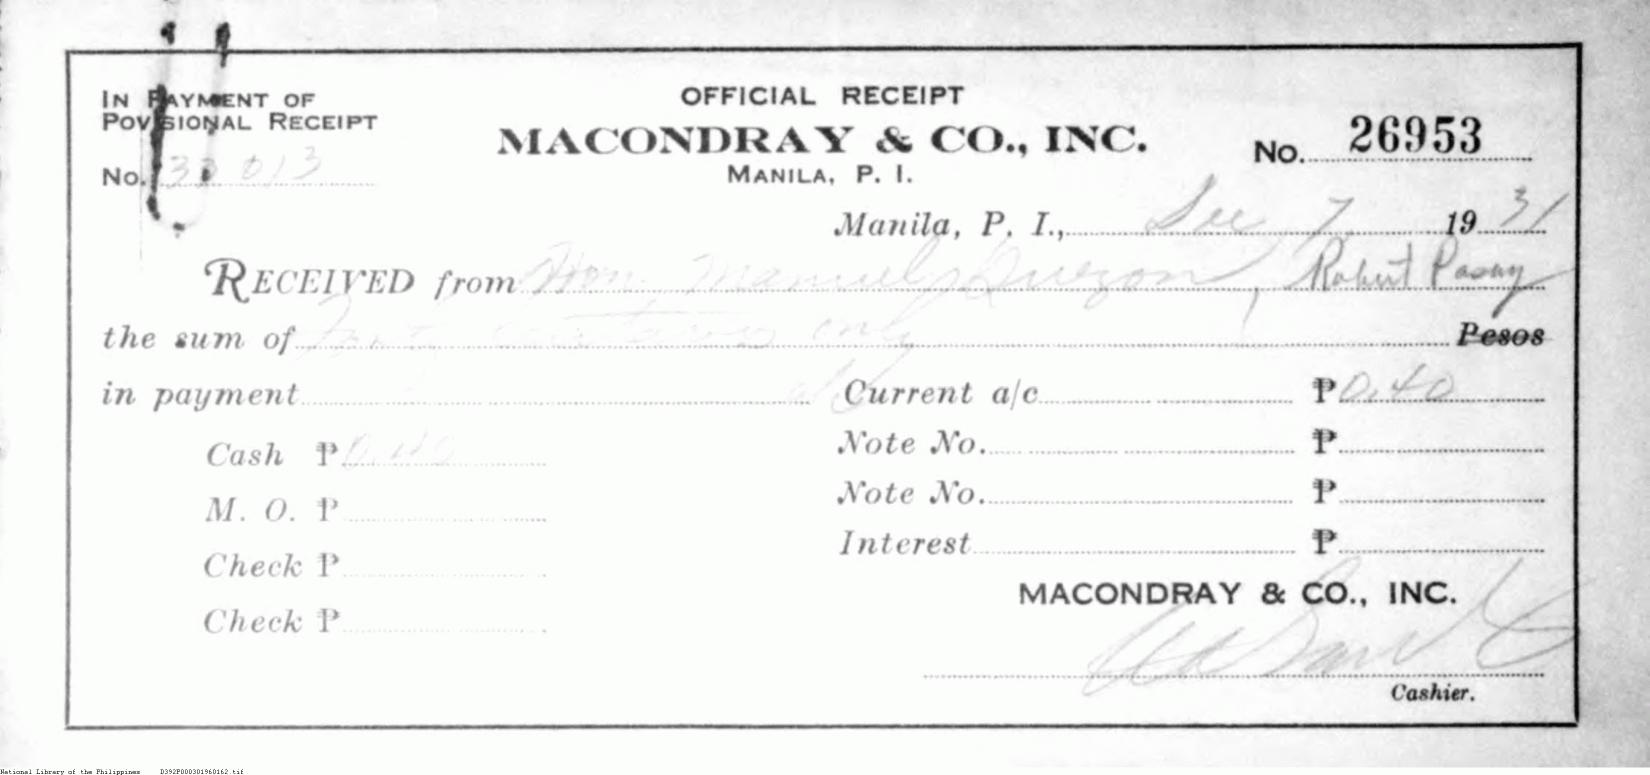 IN PAYMENT OF
POVISIONAL RECEIPT
No. 33013
OFFICIAL RECEIPT
MACONDRAY & CO., INC.
MANILA, P. I.
No. 26953
Manila, P. I., Dec 7, 1931
RECEIVED from Hon. Manuel Quezon, Robert Pasay
the sum of centavos only Pesos
in payment
Current a/c ₱ 0.40
Cash ₱ 0.40
Note No. ₱
M. O. ₱
Note No. ₱
Check ₱
Interest ₱
Check ₱
MACONDRAY & CO., INC.
Cashier.
National Library of the Philippines D392P000301960162.tif